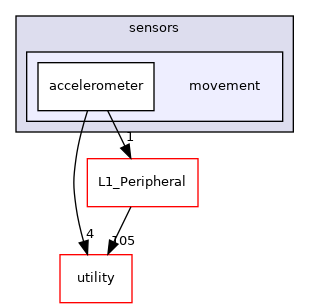 sensors
accelerometer
movement
1
L1_Peripheral
4
105
utility